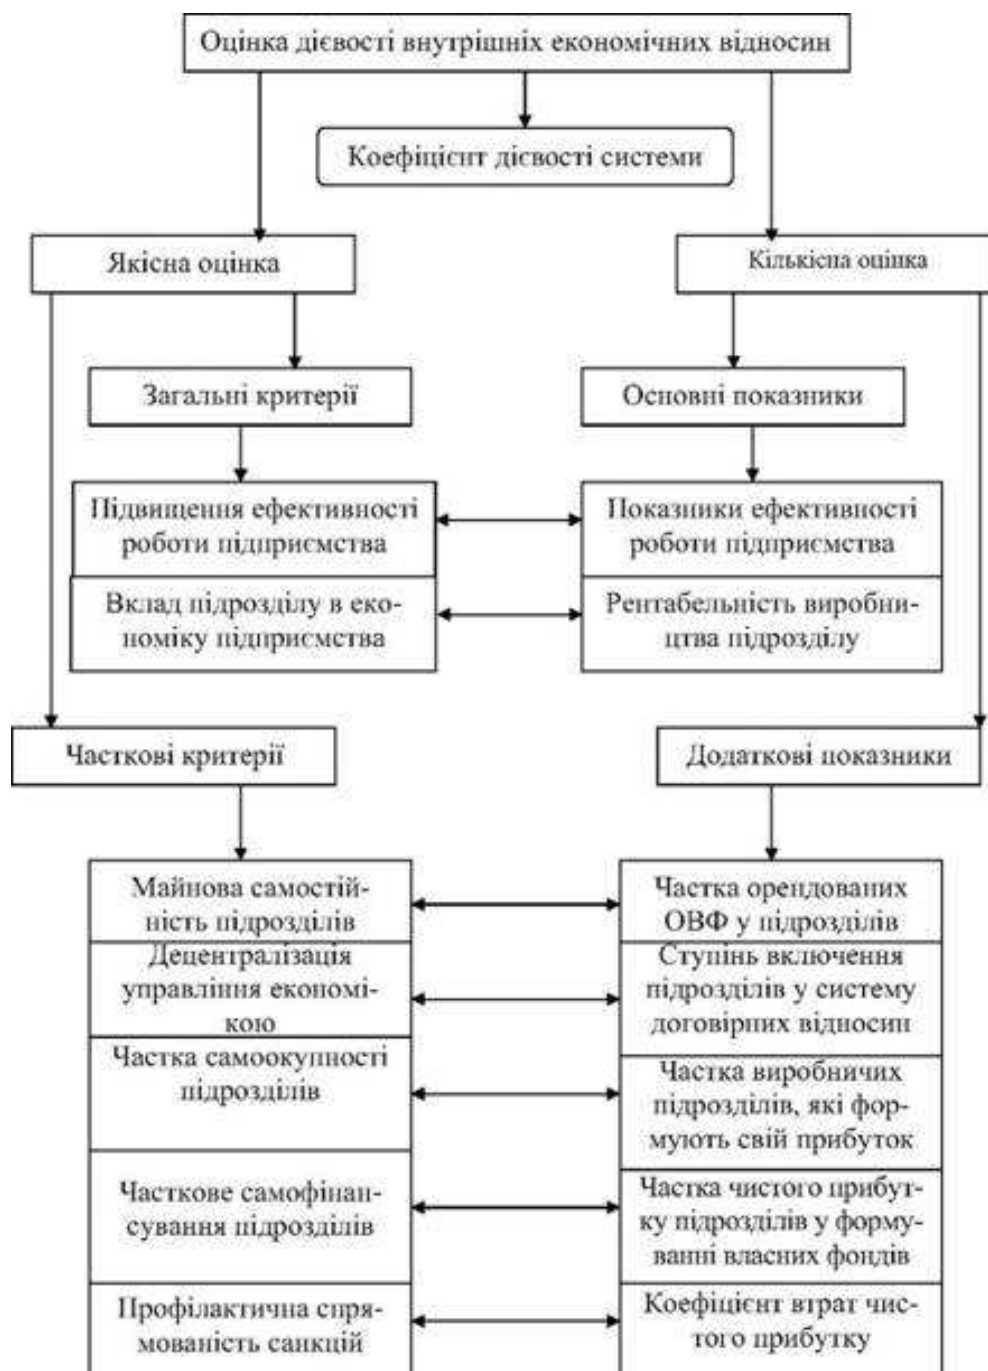 Оцінка дієвості внутрішніх економічних відносин
Коефіцієнт дієвості системи
Якісна оцінка
Кількісна оцінка
Загальні критерії
Основні показники
Підвищення ефективності
роботи підприємства
Показники ефективності
роботи підприємства
Вклад підрозділу в еко-
номіку підприємства
Рентабельність виробни-
цтва підрозділу
Часткові критерії
Додаткові показники
Майнова самостій-
ність підрозділів
Частка орендованих
ОВФ у підрозділів
Децентралізація
управління економі-
кою
Ступінь включення
підрозділів у систему
договірних відносин
Частка самоокупності
підрозділів
Частка виробничих
підрозділів, які фор-
мують свій прибуток
Часткове самофінан-
сування підрозділів
Частка чистого прибут-
ку підрозділів у форму-
ванні власних фондів
Профілактична спря-
мованість санкцій
Коефіцієнт втрат чис-
того прибутку